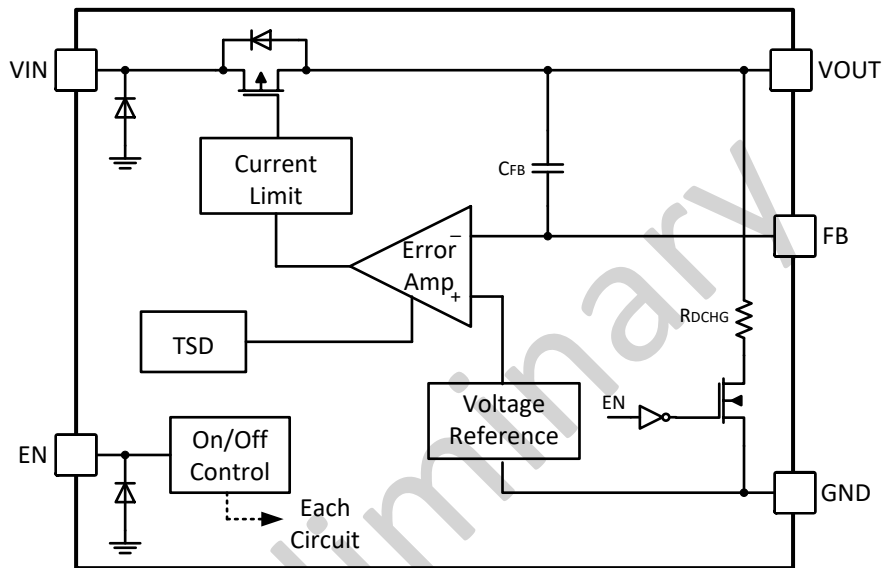 VIN
VOUT
Current
Limit
CFB
Error
Amp
−
+
FB
RDCHG
TSD
Voltage
Reference
EN
EN
On/Off
Control
Each
Circuit
GND
liminary